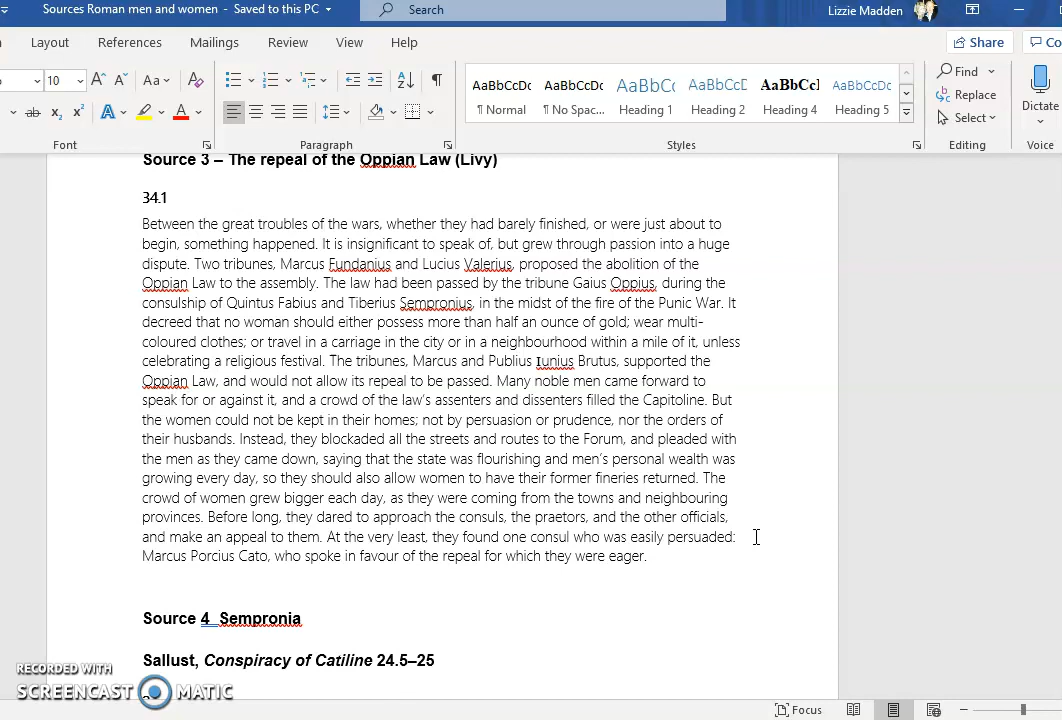 Sources Roman men and women - Saved to this PC
Search
Lizzie Madden
Layout References Mailings Review View Help
Share
Co
10
Aa
Font
Paragraph
AaBbCcDc AaBbCcDc AaBbC AaBbCcD AaBbCcI AaBbCcDc
¶ Normal ¶ No Spac... Heading 1 Heading 2 Heading 4 Heading 5
Styles
Find
Replace
Select
Editing
Dictate
Voice
Source 3 – The repeal of the Oppian Law (Livy)
34.1
Between the great troubles of the wars, whether they had barely finished, or were just about to
begin, something happened. It is insignificant to speak of, but grew through passion into a huge
dispute. Two tribunes, Marcus Fundanius and Lucius Valerius, proposed the abolition of the
Oppian Law to the assembly. The law had been passed by the tribune Gaius Oppius, during the
consulship of Quintus Fabius and Tiberius Sempronius, in the midst of the fire of the Punic War. It
decreed that no woman should either possess more than half an ounce of gold; wear multi-
coloured clothes; or travel in a carriage in the city or in a neighbourhood within a mile of it, unless
celebrating a religious festival. The tribunes, Marcus and Publius Iunius Brutus, supported the
Oppian Law, and would not allow its repeal to be passed. Many noble men came forward to
speak for or against it, and a crowd of the law's assenters and dissenters filled the Capitoline. But
the women could not be kept in their homes; not by persuasion or prudence, nor the orders of
their husbands. Instead, they blockaded all the streets and routes to the Forum, and pleaded with
the men as they came down, saying that the state was flourishing and men's personal wealth was
growing every day, so they should also allow women to have their former fineries returned. The
crowd of women grew bigger each day, as they were coming from the towns and neighbouring
provinces. Before long, they dared to approach the consuls, the praetors, and the other officials,
and make an appeal to them. At the very least, they found one consul who was easily persuaded:
Marcus Porcius Cato, who spoke in favour of the repeal for which they were eager.
Source 4 Sempronia
Sallust, Conspiracy of Catiline 24.5–25
RECORDED WITH
SCREENCAST MATIC
Focus